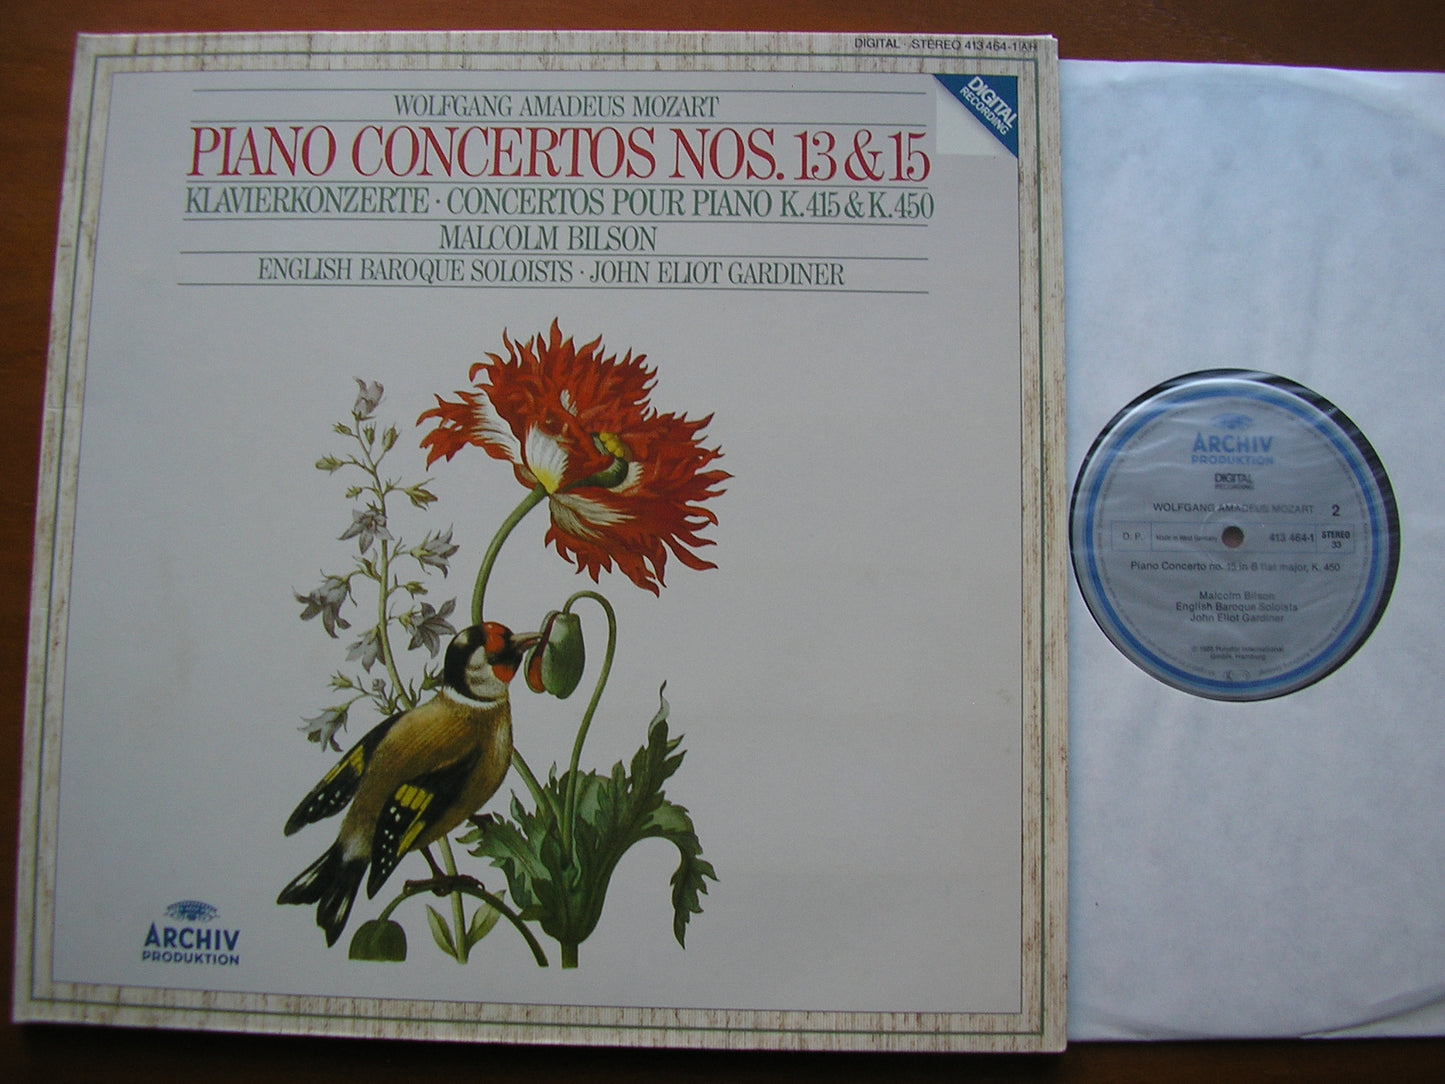 DIGITAL · STEREO 413 464-1 AH
DIGITAL
RECORDING
WOLFGANG AMADEUS MOZART
PIANO CONCERTOS NOS. 13 & 15
KLAVIERKONZERTE · CONCERTOS POUR PIANO K. 415 & K. 450
MALCOLM BILSON
ENGLISH BAROQUE SOLOISTS · JOHN ELIOT GARDINER
ARCHIV
PRODUKTION
ARCHIV
PRODUKTION
DIGITAL
RECORDING
WOLFGANG AMADEUS MOZART 2
D. P. Made in West Germany 413 464-1 STEREO
33
Piano Concerto no. 15 in B flat major, K. 450
Malcolm Bilson
English Baroque Soloists
John Eliot Gardiner
International
GmbH, Hamburg